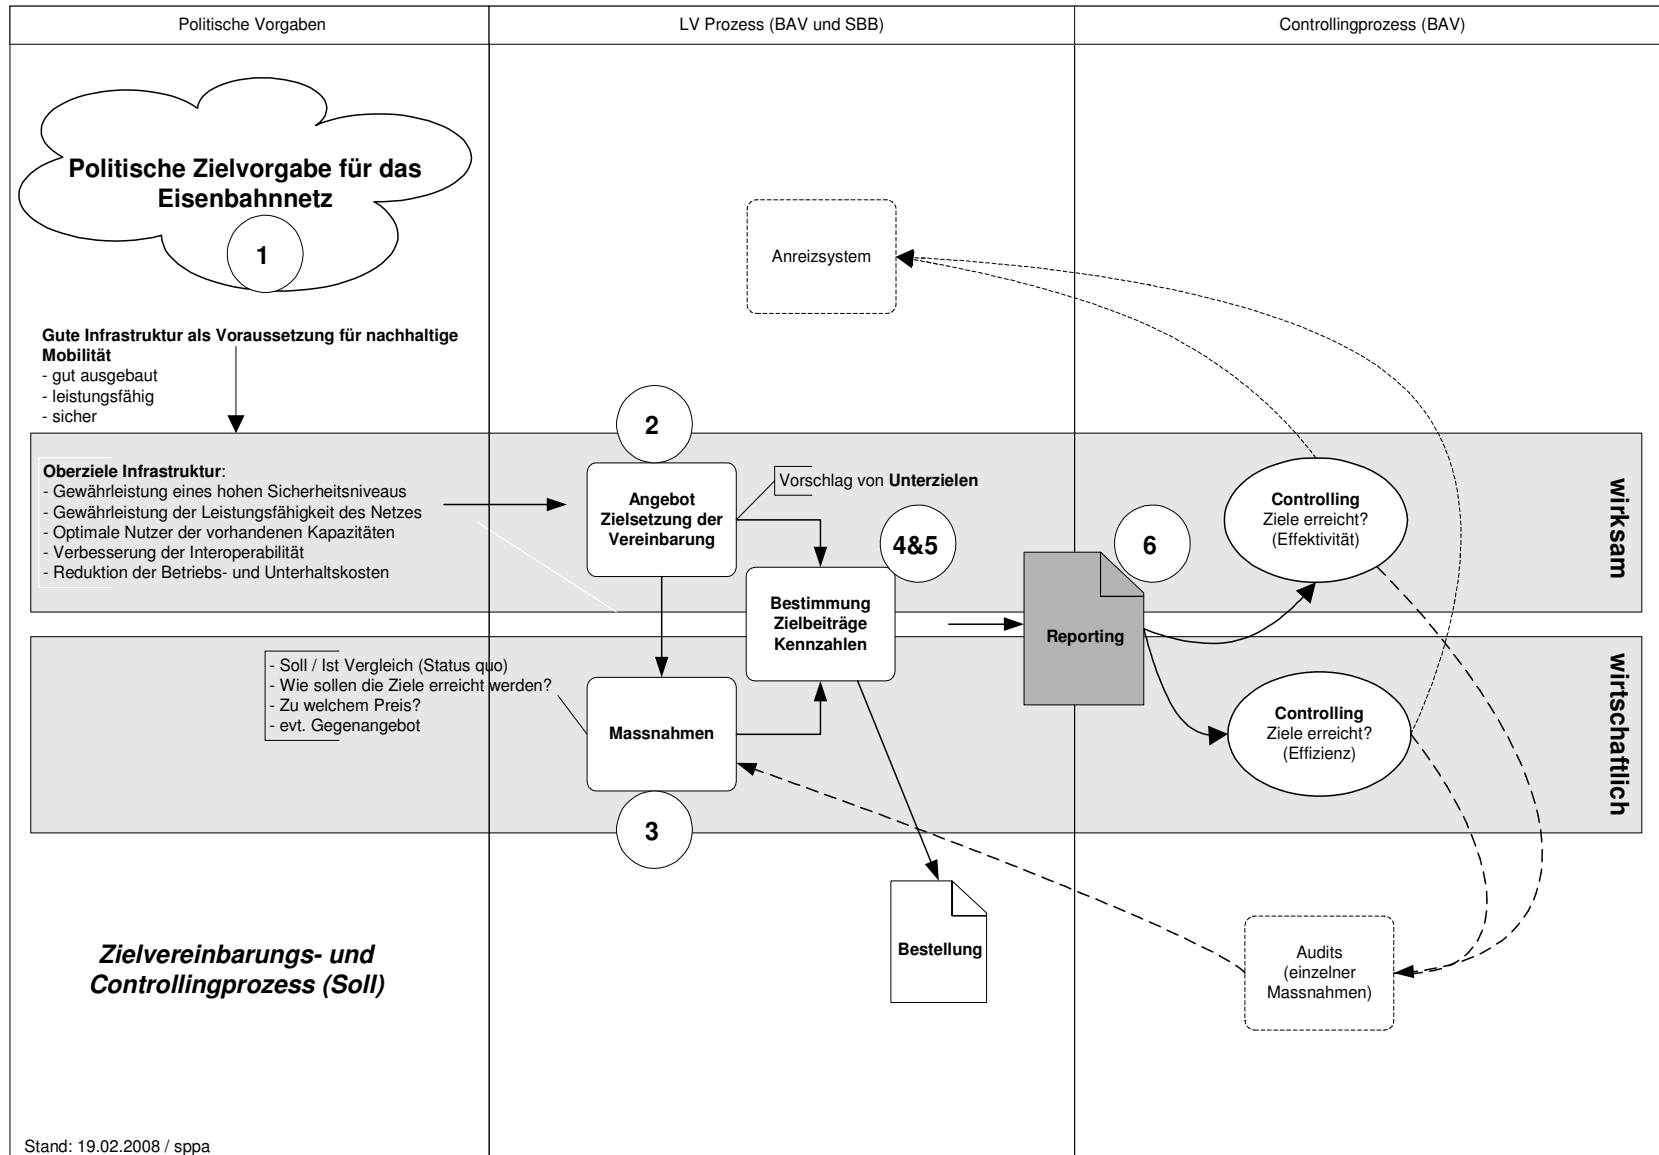 Politische Vorgaben
LV Prozess (BAV und SBB)
Controllingprozess (BAV)
Politische Zielvorgabe für das
Eisenbahnnetz
1
Anreizsystem
Gute Infrastruktur als Voraussetzung für nachhaltige
Mobilität
- gut ausgebaut
- leistungsfähig
- sicher
2
Oberziele Infrastruktur:
- Gewährleistung eines hohen Sicherheitsniveaus
- Gewährleistung der Leistungsfähigkeit des Netzes
- Optimale Nutzer der vorhandenen Kapazitäten
- Verbesserung der Interoperabilität
- Reduktion der Betriebs- und Unterhaltskosten
Angebot
Zielsetzung der
Vereinbarung
Vorschlag von Unterzielen
4&5
6
Controlling
Ziele erreicht?
(Effektivität)
wirksam
Bestimmung
Zielbeiträge
Kennzahlen
Reporting
- Soll / Ist Vergleich (Status quo)
- Wie sollen die Ziele erreicht werden?
- Zu welchem Preis?
- evt. Gegenangebot
Massnahmen
3
Controlling
Ziele erreicht?
(Effizienz)
wirtschaftlich
Bestellung
Audits
(einzelner
Massnahmen)
Zielvereinbarungs- und
Controllingprozess (Soll)
Stand: 19.02.2008 / sppa